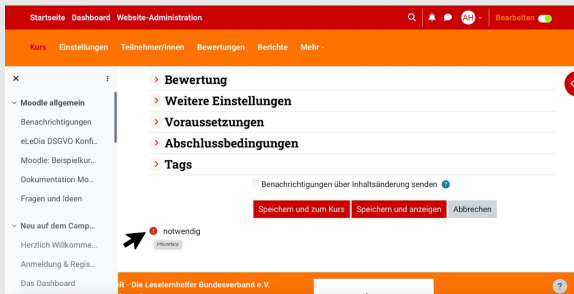 Startseite Dashboard Website-Administration AH Bearbeiten
Kurs Einstellungen Teilnehmer/innen Bewertungen Berichte Mehr
Moodle allgemein
Benachrichtigungen
eLeDia DSGVO Konfi...
Moodle: Beispielkur...
Dokumentation Mo...
Fragen und Ideen
Neu auf dem Camp...
Herzlich Willkomme...
Anmeldung & Regis...
Das Dashboard
Bewertung
Weitere Einstellungen
Voraussetzungen
Abschlussbedingungen
Tags
Benachrichtigungen über Inhaltsänderung senden ?
Speichern und zum Kurs Speichern und anzeigen Abbrechen
notwendig
Pflichtfeld
R - Die Leselernhelfer Bundesverband e.V.
?